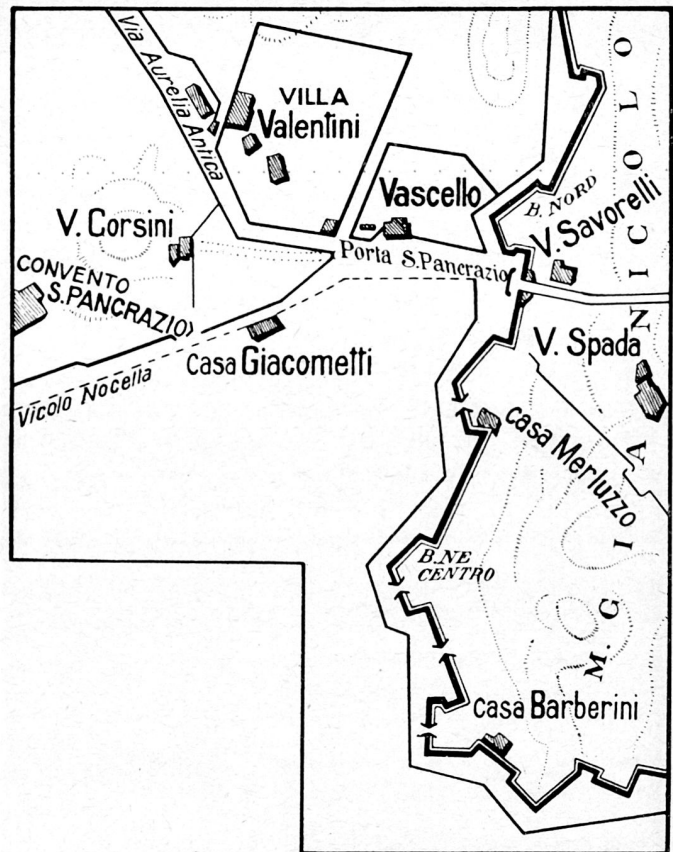 Via Aurelia Antica
VILLA
Valentini
Vascello
B. NORD
V. Savorelli
V. Corsini
Porta S. Pancrazio
CONVENTO
S. PANCRAZIO
Casa Giacometti
Vicolo Nocella
V. Spada
casa Merluzzo
B.NE
CENTRO
casa Barberini
M. GIANICOLO